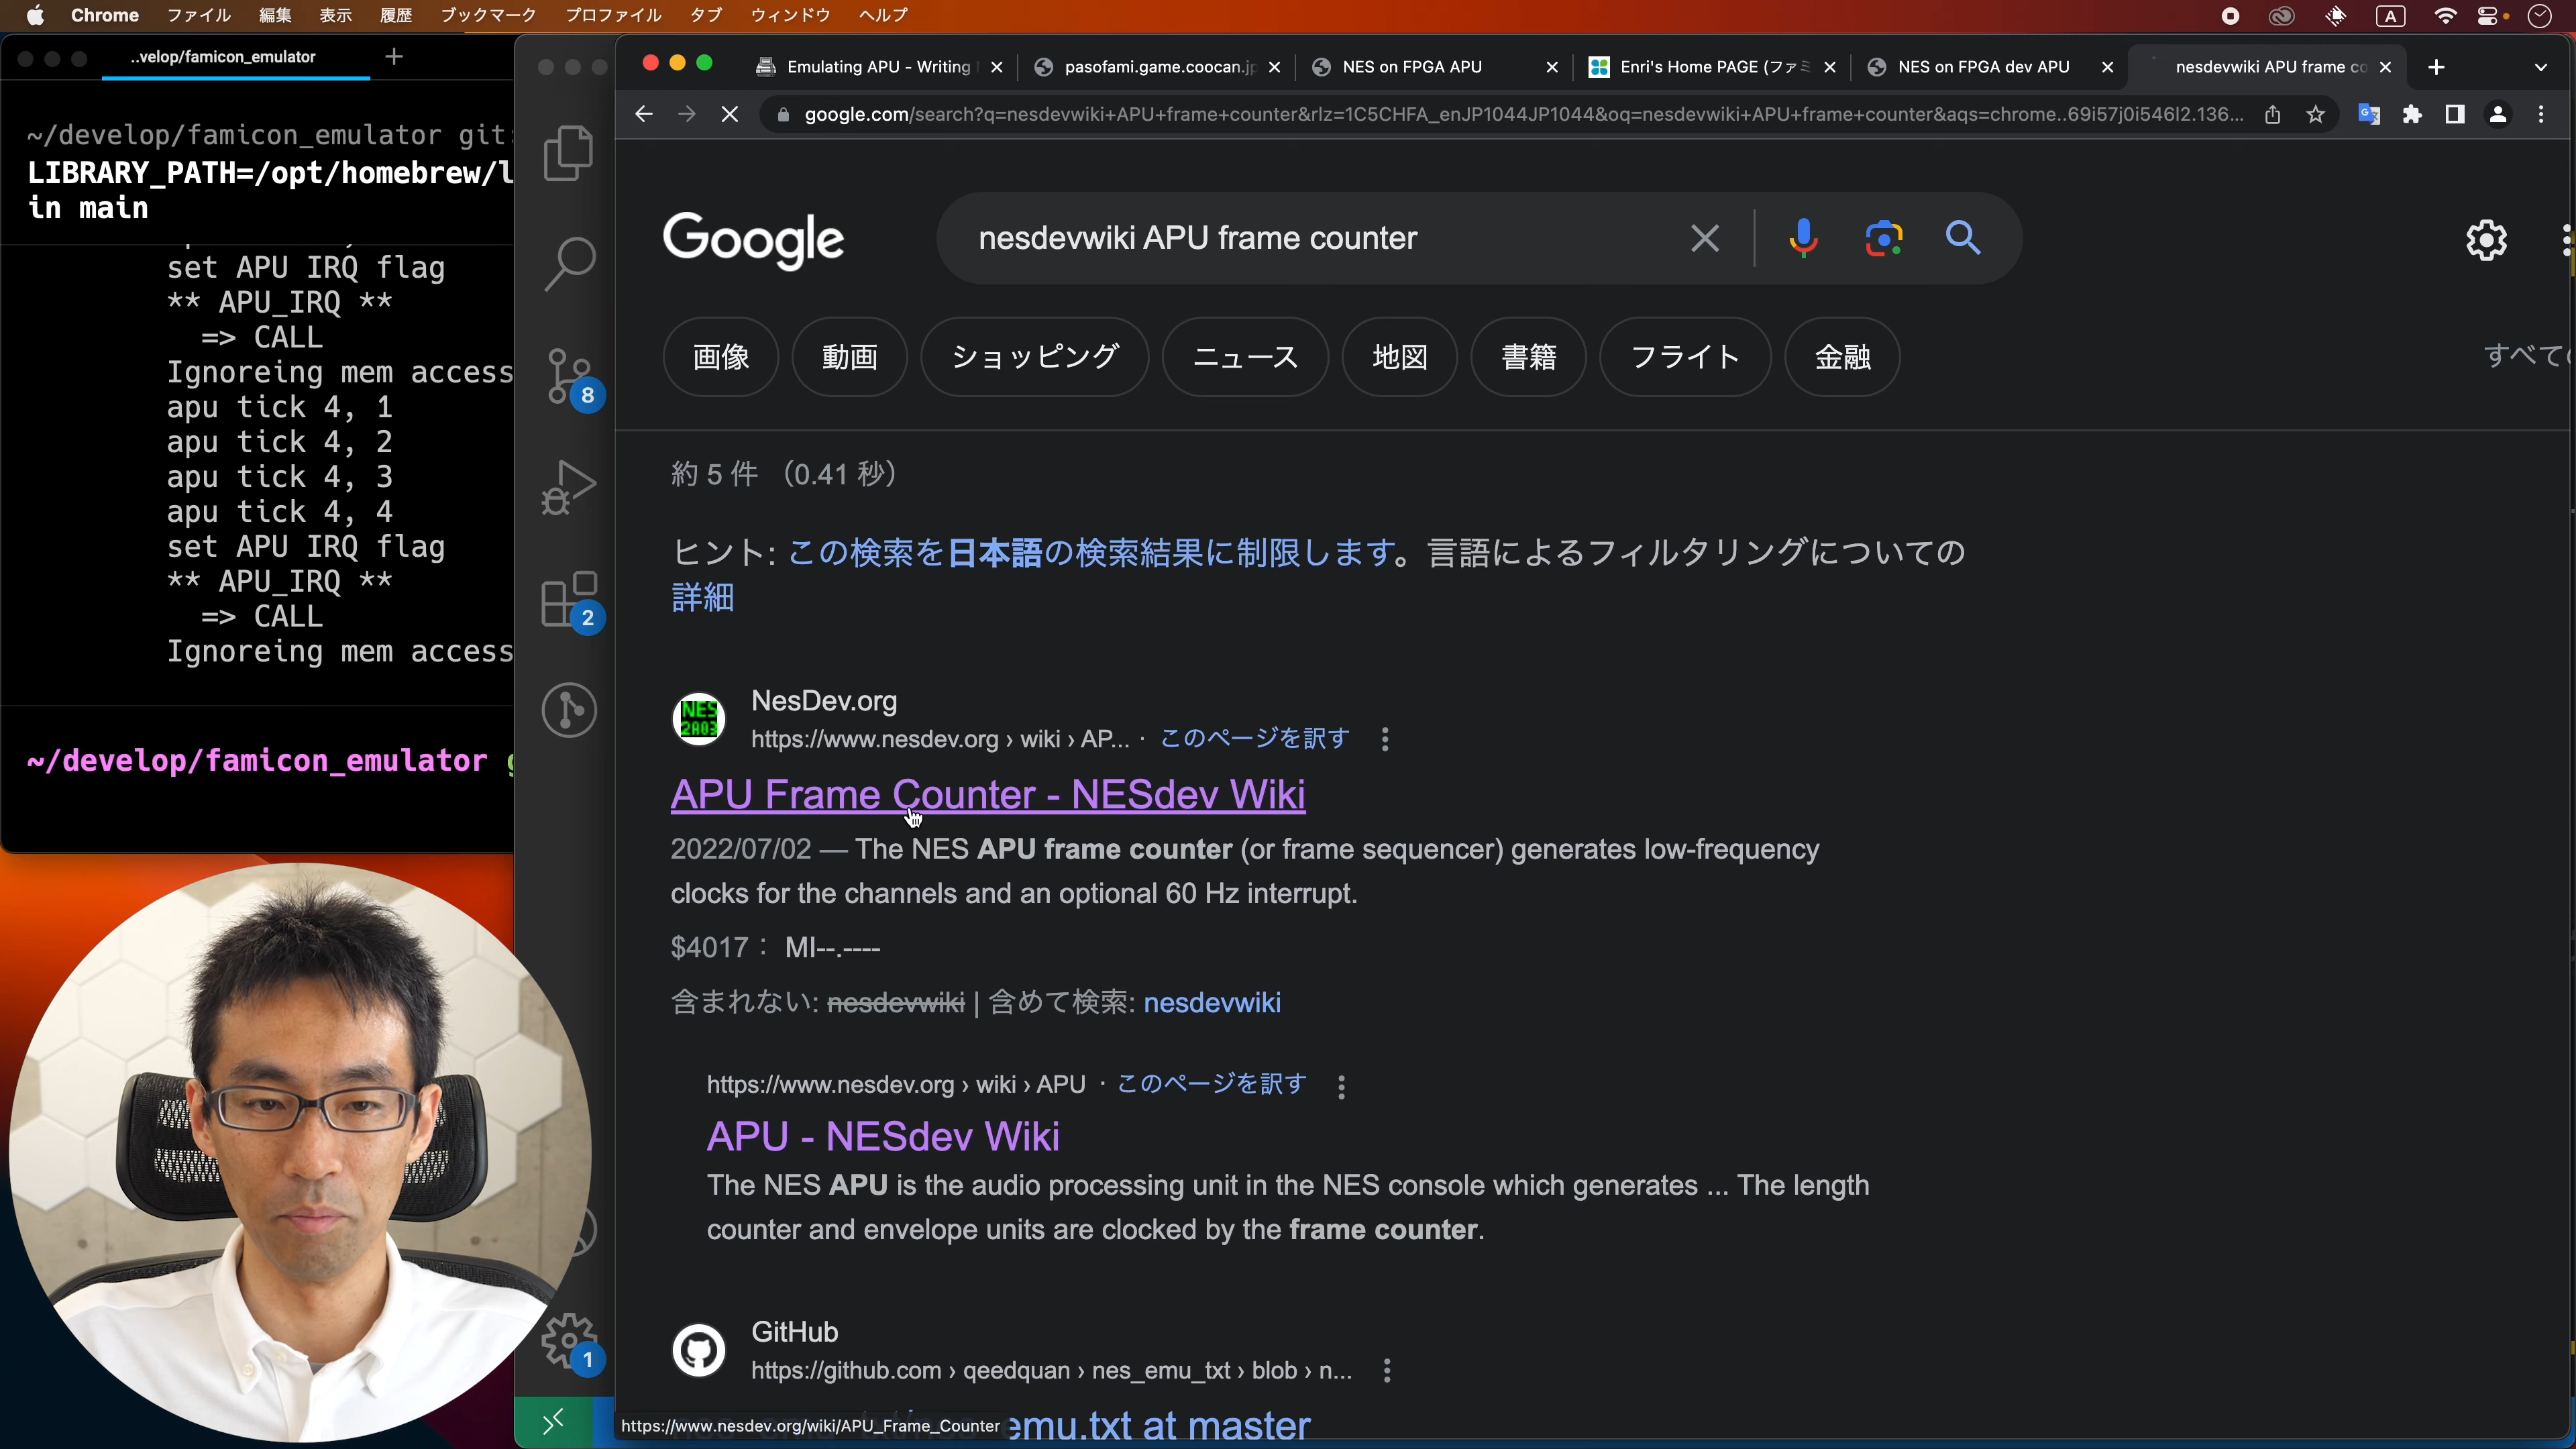 Chrome ファイル 編集 表示 履歴 ブックマーク プロファイル タブ ウィンドウ ヘルプ A
..velop/famicon_emulator
~/develop/famicon_emulator git:
LIBRARY_PATH=/opt/homebrew/l
in main
set APU IRQ flag
** APU_IRQ **
=> CALL
Ignoreing mem access
apu tick 4, 1
apu tick 4, 2
apu tick 4, 3
apu tick 4, 4
set APU IRQ flag
** APU_IRQ **
=> CALL
Ignoreing mem access
~/develop/famicon_emulator g
8
2
1
Emulating APU - Writing
pasofami.game.coocan.jp
NES on FPGA APU
Enri's Home PAGE (ファミ
NES on FPGA dev APU
nesdevwiki APU frame co
google.com/search?q=nesdevwiki+APU+frame+counter&rlz=1C5CHFA_enJP1044JP1044&oq=nesdevwiki+APU+frame+counter&aqs=chrome..69i57j0i546l2.136...
Google
nesdevwiki APU frame counter
画像 動画 ショッピング ニュース 地図 書籍 フライト 金融
すべて
約 5 件 （0.41 秒）
ヒント: この検索を日本語の検索結果に制限します。言語によるフィルタリングについての
詳細
NES
2A03
NesDev.org
https://www.nesdev.org › wiki › AP... · このページを訳す
APU Frame Counter - NESdev Wiki
2022/07/02 — The NES APU frame counter (or frame sequencer) generates low-frequency
clocks for the channels and an optional 60 Hz interrupt.
$4017： MI--.----
含まれない: nesdevwiki | 含めて検索: nesdevwiki
https://www.nesdev.org › wiki › APU · このページを訳す
APU - NESdev Wiki
The NES APU is the audio processing unit in the NES console which generates ... The length
counter and envelope units are clocked by the frame counter.
GitHub
https://github.com › qeedquan › nes_emu_txt › blob › n...
emu.txt at master
https://www.nesdev.org/wiki/APU_Frame_Counter